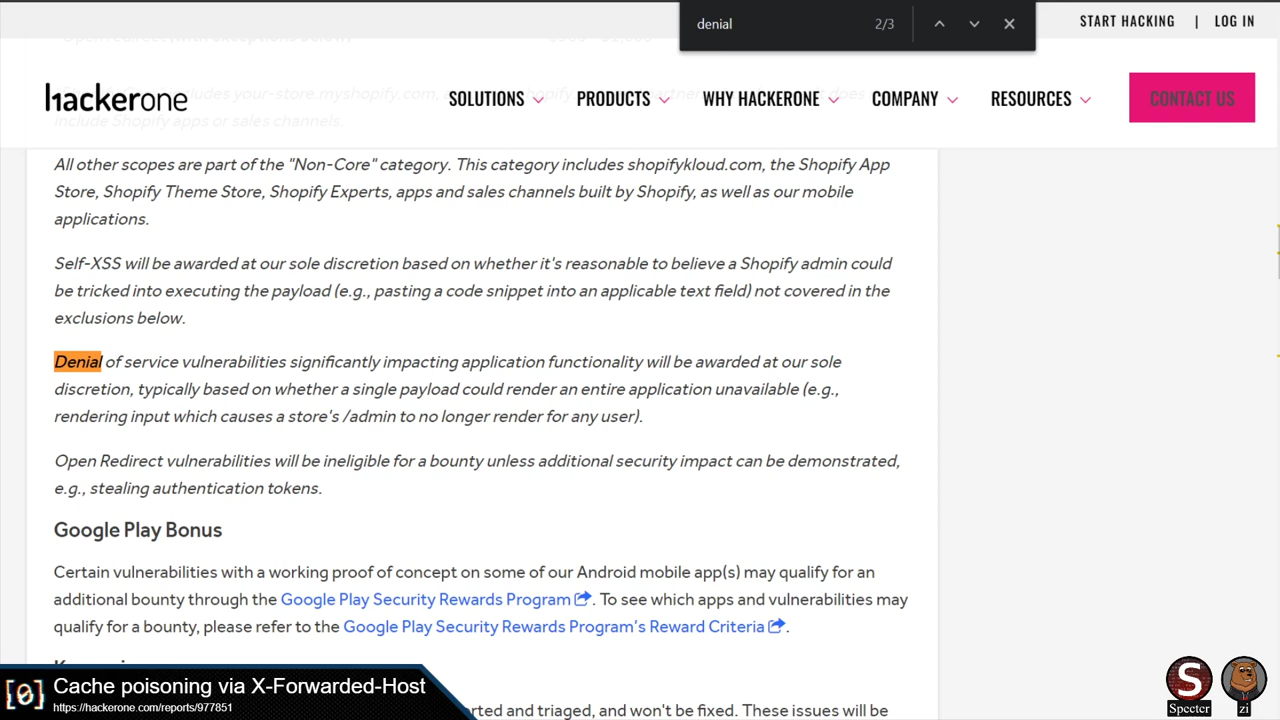 denial
2/3
START HACKING | LOG IN
hackerone
SOLUTIONS
PRODUCTS
WHY HACKERONE
COMPANY
RESOURCES
CONTACT US
include Shopify apps or sales channels.
All other scopes are part of the "Non-Core" category. This category includes shopifykloud.com, the Shopify App
Store, Shopify Theme Store, Shopify Experts, apps and sales channels built by Shopify, as well as our mobile
applications.
Self-XSS will be awarded at our sole discretion based on whether it's reasonable to believe a Shopify admin could
be tricked into executing the payload (e.g., pasting a code snippet into an applicable text field) not covered in the
exclusions below.
Denial of service vulnerabilities significantly impacting application functionality will be awarded at our sole
discretion, typically based on whether a single payload could render an entire application unavailable (e.g.,
rendering input which causes a store's /admin to no longer render for any user).
Open Redirect vulnerabilities will be ineligible for a bounty unless additional security impact can be demonstrated,
e.g., stealing authentication tokens.
Google Play Bonus
Certain vulnerabilities with a working proof of concept on some of our Android mobile app(s) may qualify for an
additional bounty through the Google Play Security Rewards Program. To see which apps and vulnerabilities may
qualify for a bounty, please refer to the Google Play Security Rewards Program's Reward Criteria.
Cache poisoning via X-Forwarded-Host
https://hackerone.com/reports/977851
rted and triaged, and won't be fixed. These issues will be
S
Specter
zi